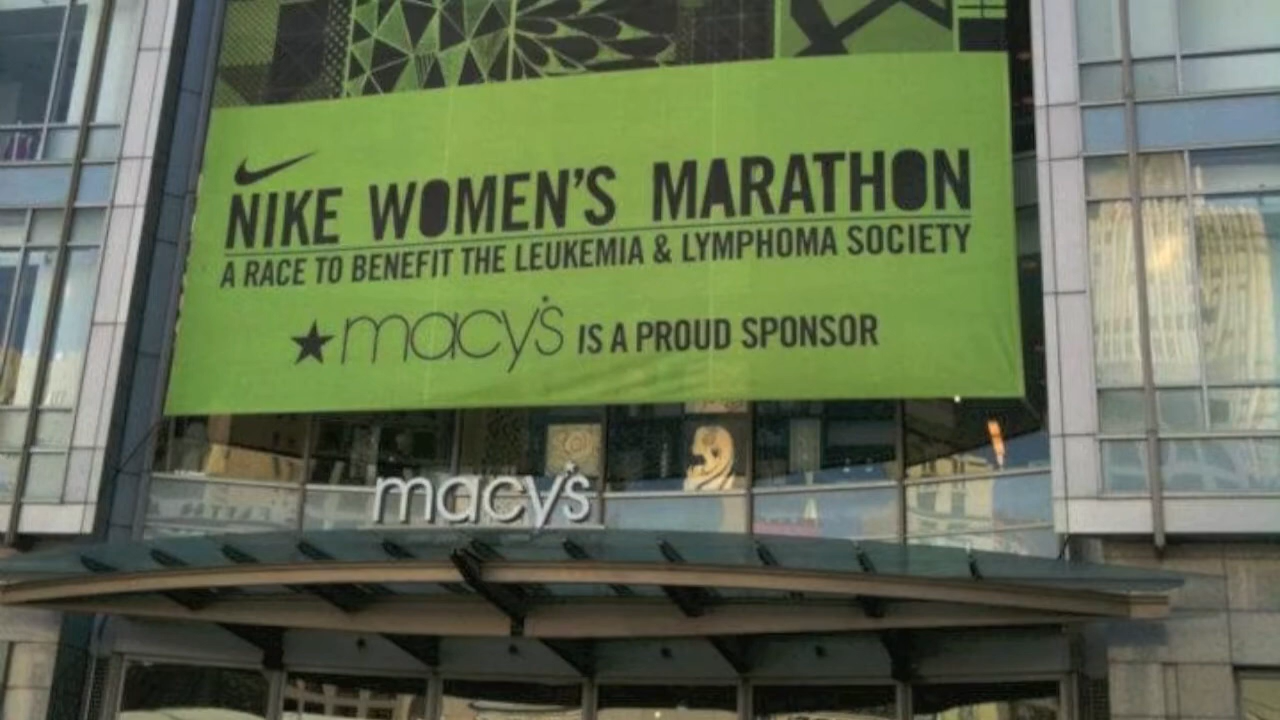 NIKE WOMEN'S MARATHON
A RACE TO BENEFIT THE LEUKEMIA & LYMPHOMA SOCIETY
macy's IS A PROUD SPONSOR
macy's